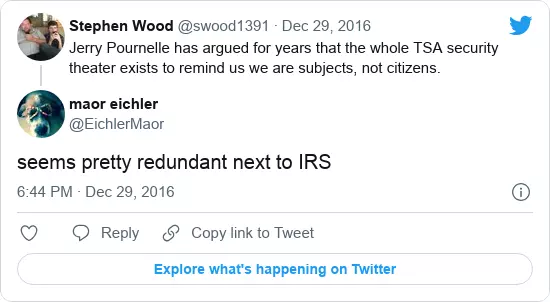 Stephen Wood @swood1391 · Dec 29, 2016
Jerry Pournelle has argued for years that the whole TSA security
theater exists to remind us we are subjects, not citizens.
maor eichler
@EichlerMaor
seems pretty redundant next to IRS
6:44 PM · Dec 29, 2016
Reply
Copy link to Tweet
Explore what's happening on Twitter